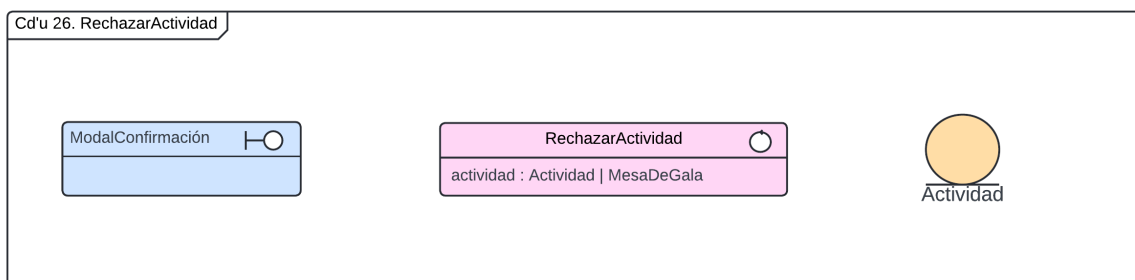 Cd'u 26. RechazarActividad
ModalConfirmación
RechazarActividad
actividad : Actividad | MesaDeGala
Actividad